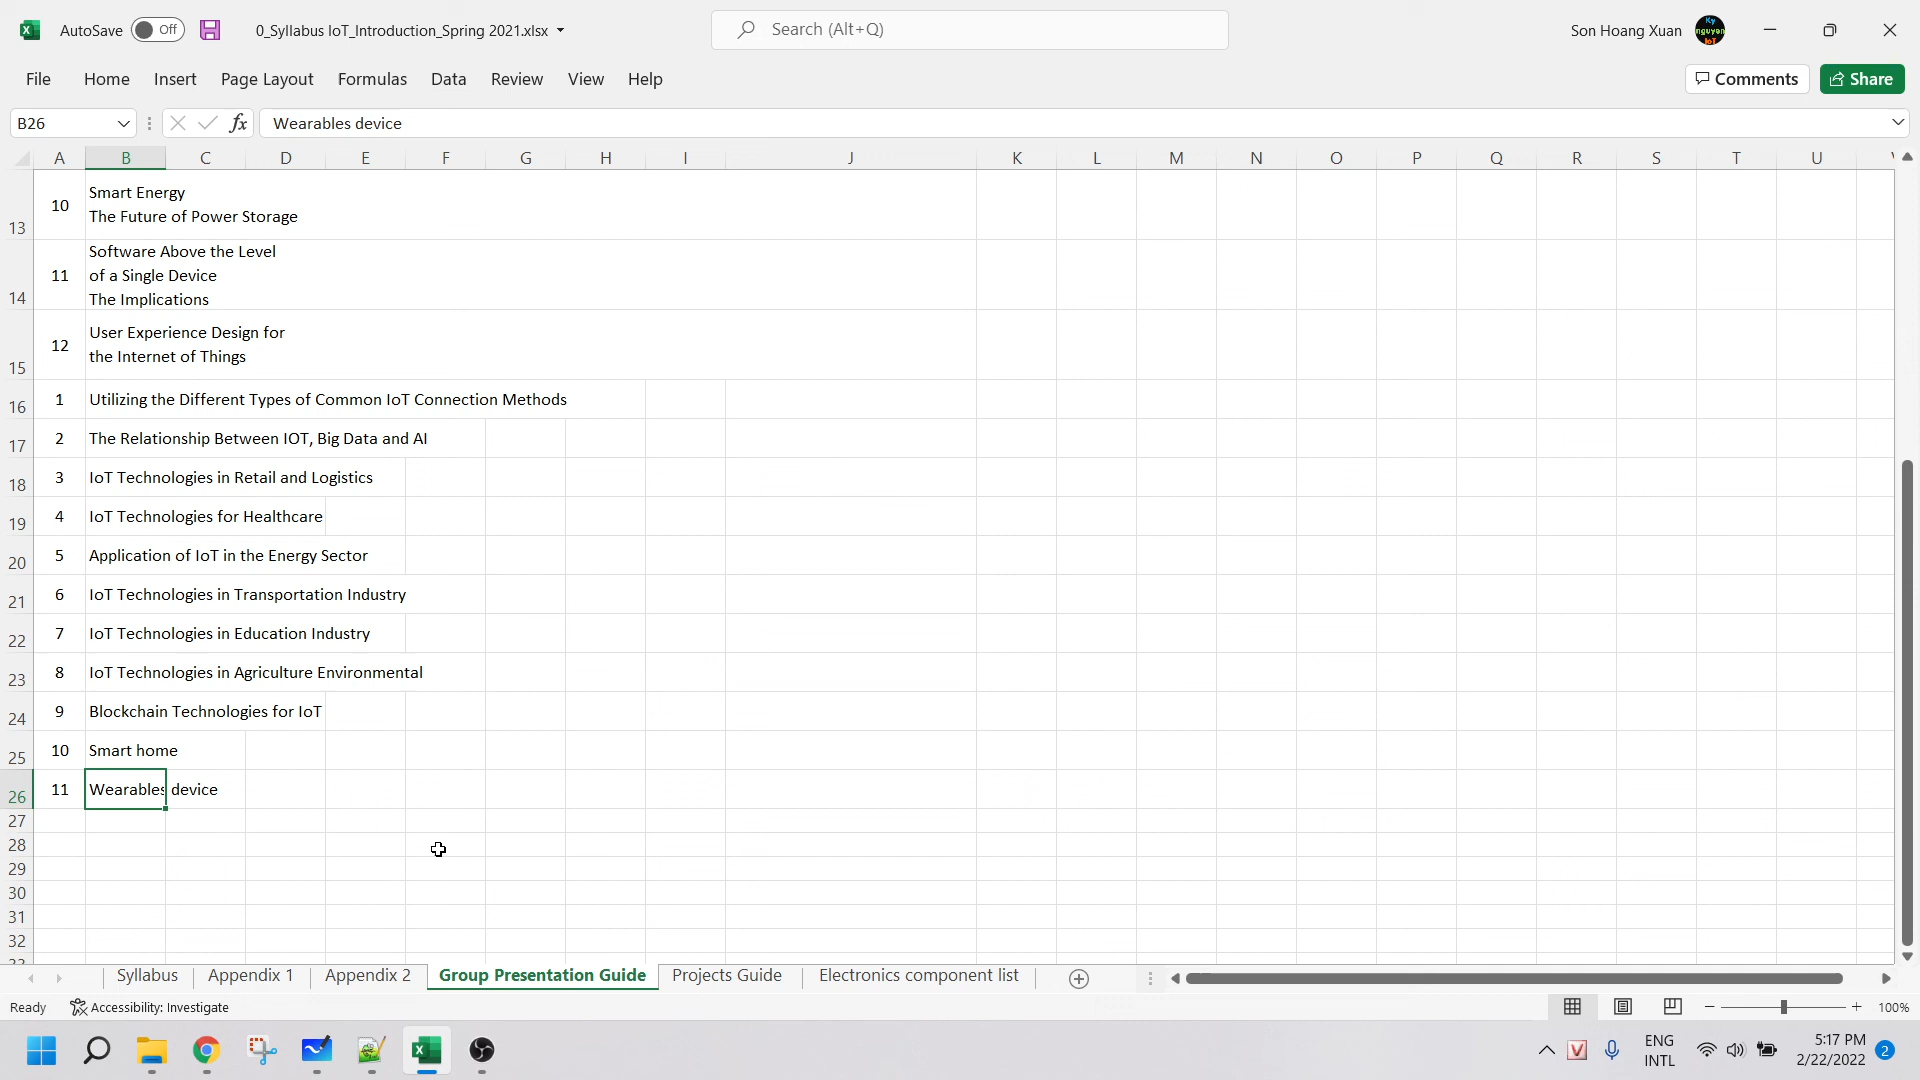 AutoSave Off 0_Syllabus IoT_Introduction_Spring 2021.xlsx Search (Alt+Q) Son Hoang Xuan Ky nguyen IoT
File Home Insert Page Layout Formulas Data Review View Help Comments Share
B26 fx Wearables device
A B C D E F G H I J K L M N O P Q R S T U
13 10 Smart Energy
The Future of Power Storage
14 11 Software Above the Level
of a Single Device
The Implications
15 12 User Experience Design for
the Internet of Things
16 1 Utilizing the Different Types of Common IoT Connection Methods
17 2 The Relationship Between IOT, Big Data and AI
18 3 IoT Technologies in Retail and Logistics
19 4 IoT Technologies for Healthcare
20 5 Application of IoT in the Energy Sector
21 6 IoT Technologies in Transportation Industry
22 7 IoT Technologies in Education Industry
23 8 IoT Technologies in Agriculture Environmental
24 9 Blockchain Technologies for IoT
25 10 Smart home
26 11 Wearables device
27
28
29
30
31
32
Syllabus Appendix 1 Appendix 2 Group Presentation Guide Projects Guide Electronics component list
Ready Accessibility: Investigate 100%
ENG 5:17 PM
INTL 2/22/2022 2